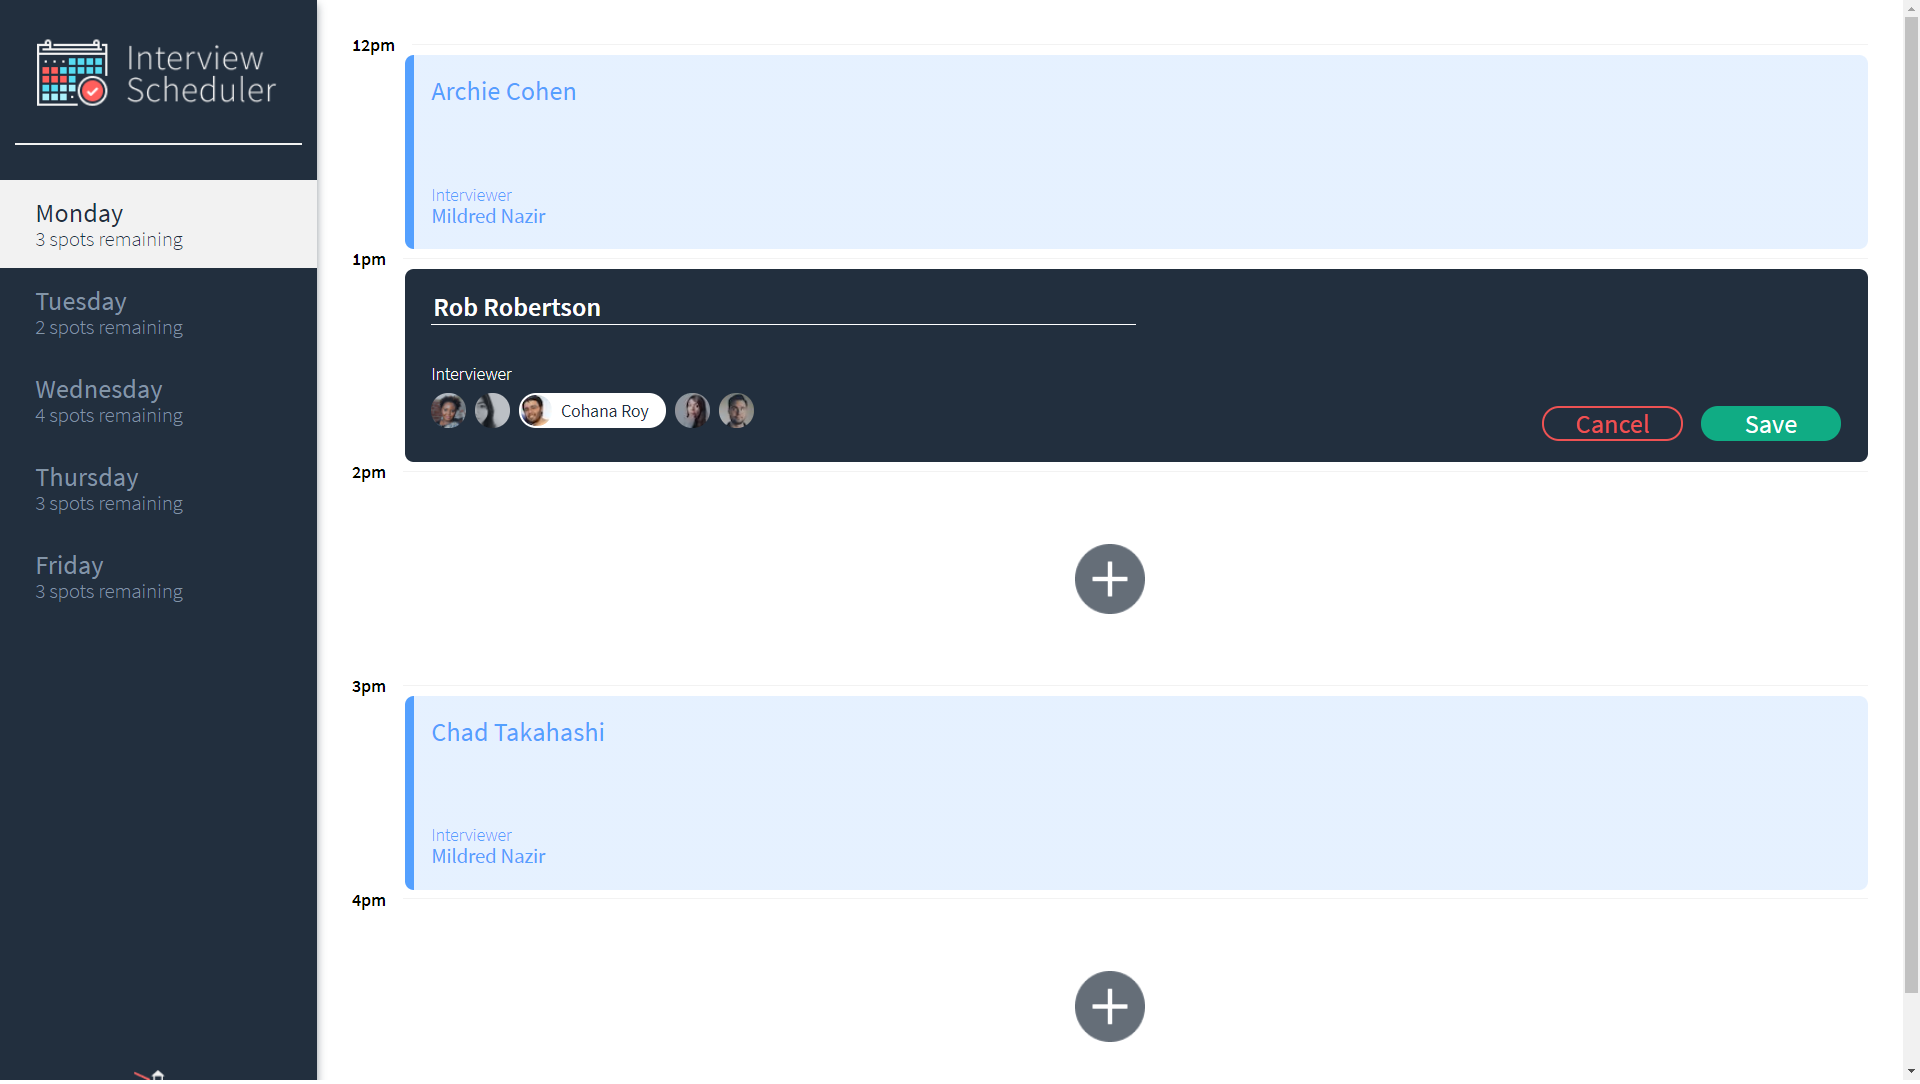 Interview
Scheduler
Monday
3 spots remaining
Tuesday
2 spots remaining
Wednesday
4 spots remaining
Thursday
3 spots remaining
Friday
3 spots remaining
12pm
Archie Cohen
Interviewer
Mildred Nazir
1pm
Rob Robertson
Interviewer
Cohana Roy
Cancel
Save
2pm
3pm
Chad Takahashi
Interviewer
Mildred Nazir
4pm